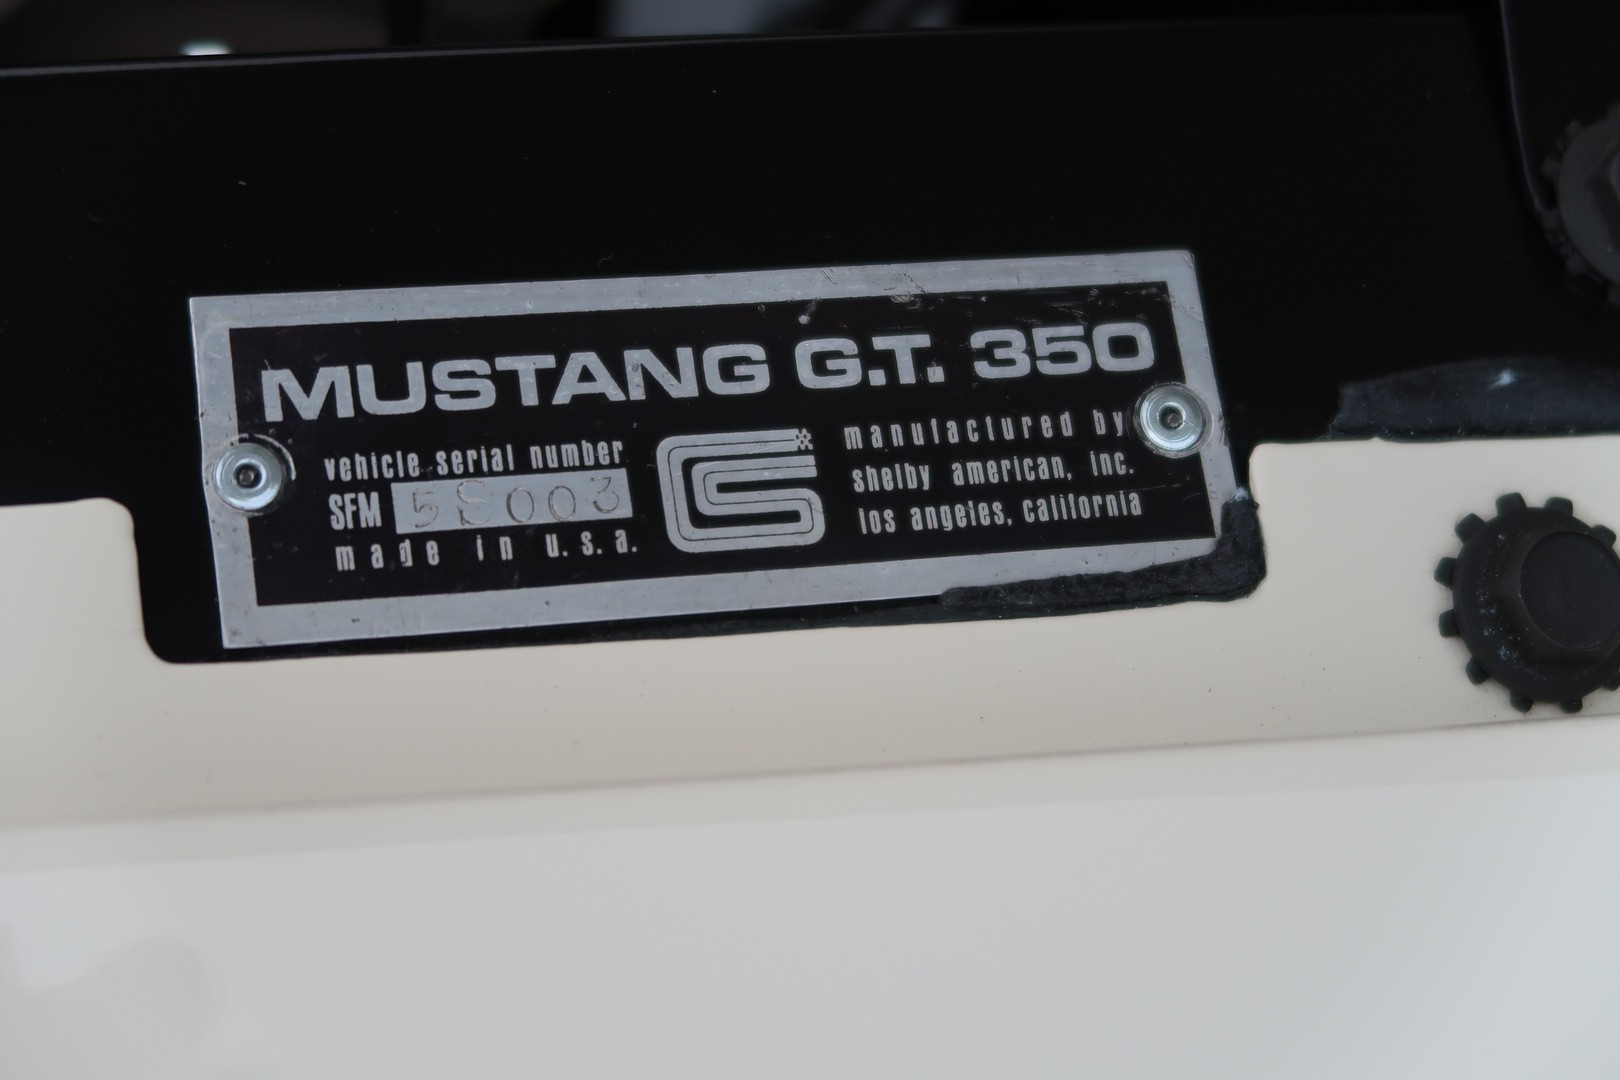 MUSTANG G.T. 350
vehicle serial number
SFM 5S003
made in u.s.a.
manufactured by
shelby american, inc.
los angeles, california